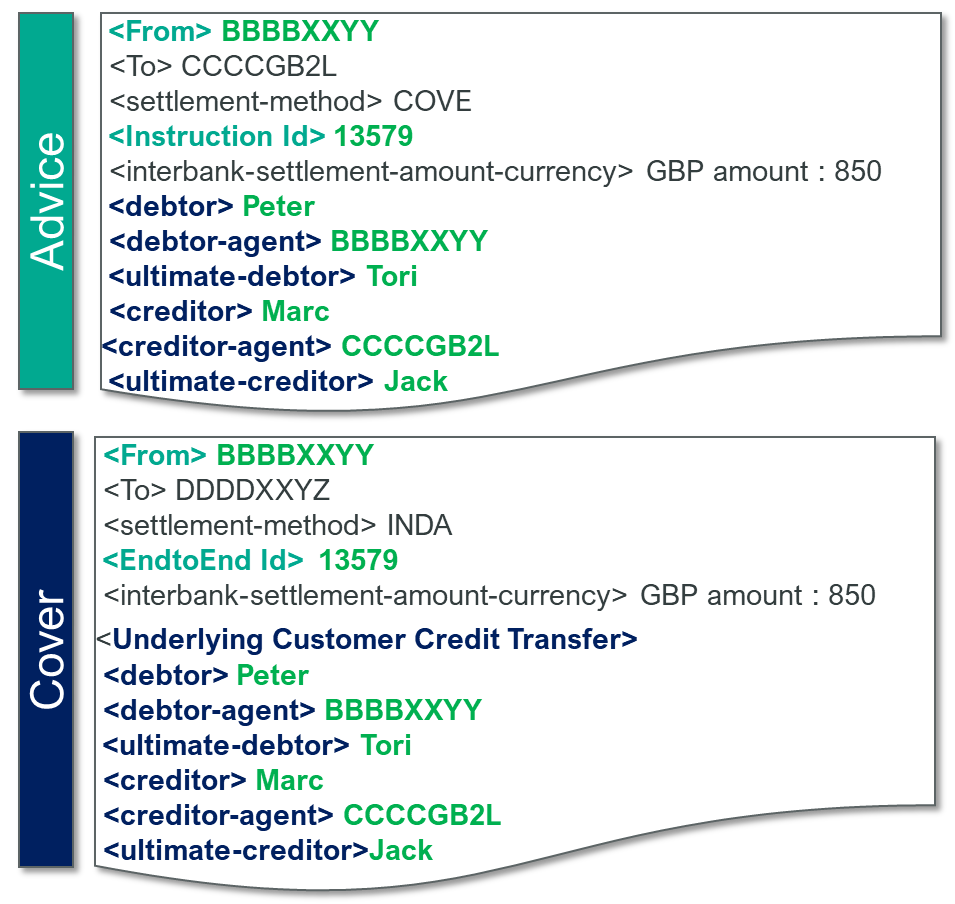 Advice
<From> BBBBXXYY
<To> CCCCGB2L
<settlement-method> COVE
<Instruction Id> 13579
<interbank-settlement-amount-currency> GBP amount : 850
<debtor> Peter
<debtor-agent> BBBBXXYY
<ultimate-debtor> Tori
<creditor> Marc
<creditor-agent> CCCCGB2L
<ultimate-creditor> Jack
Cover
<From> BBBBXXYY
<To> DDDDXXYZ
<settlement-method> INDA
<EndtoEnd Id> 13579
<interbank-settlement-amount-currency> GBP amount : 850
<Underlying Customer Credit Transfer>
<debtor> Peter
<debtor-agent> BBBBXXYY
<ultimate-debtor> Tori
<creditor> Marc
<creditor-agent> CCCCGB2L
<ultimate-creditor>Jack